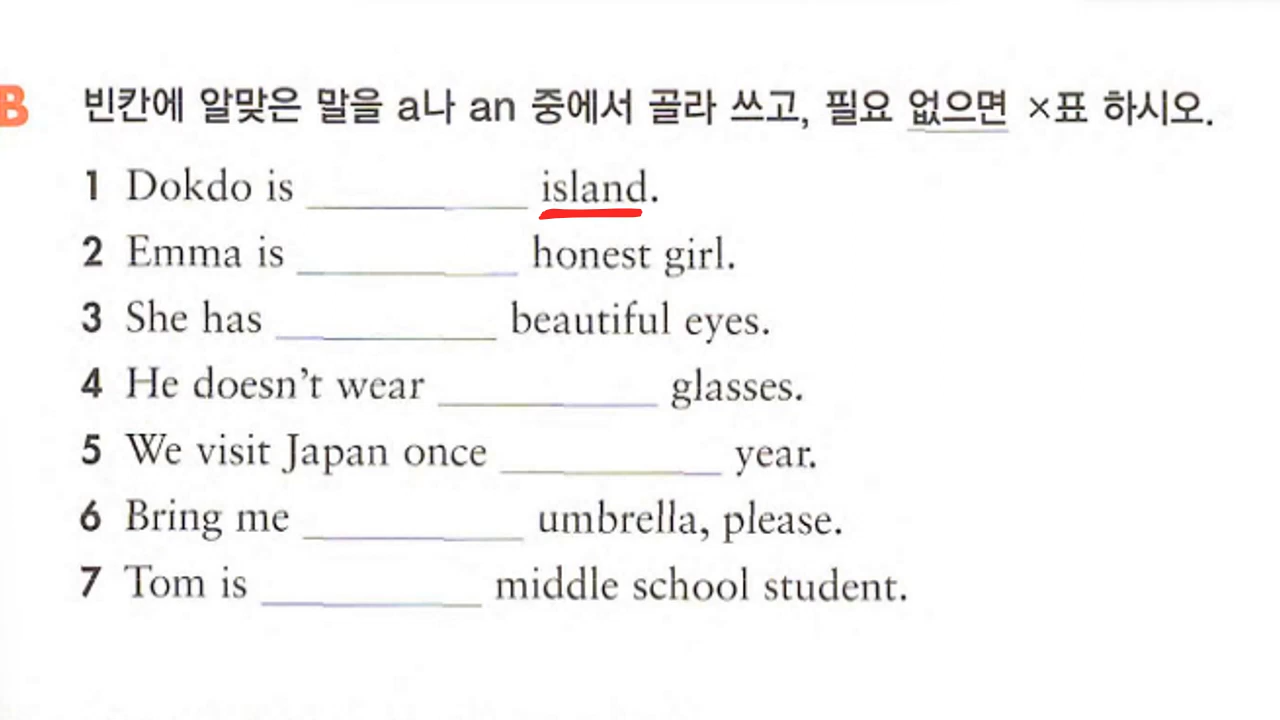 B 빈칸에 알맞은 말을 a나 an 중에서 골라 쓰고, 필요 없으면 ×표 하시오.
1 Dokdo is __________ island.
2 Emma is __________ honest girl.
3 She has __________ beautiful eyes.
4 He doesn’t wear __________ glasses.
5 We visit Japan once __________ year.
6 Bring me __________ umbrella, please.
7 Tom is __________ middle school student.